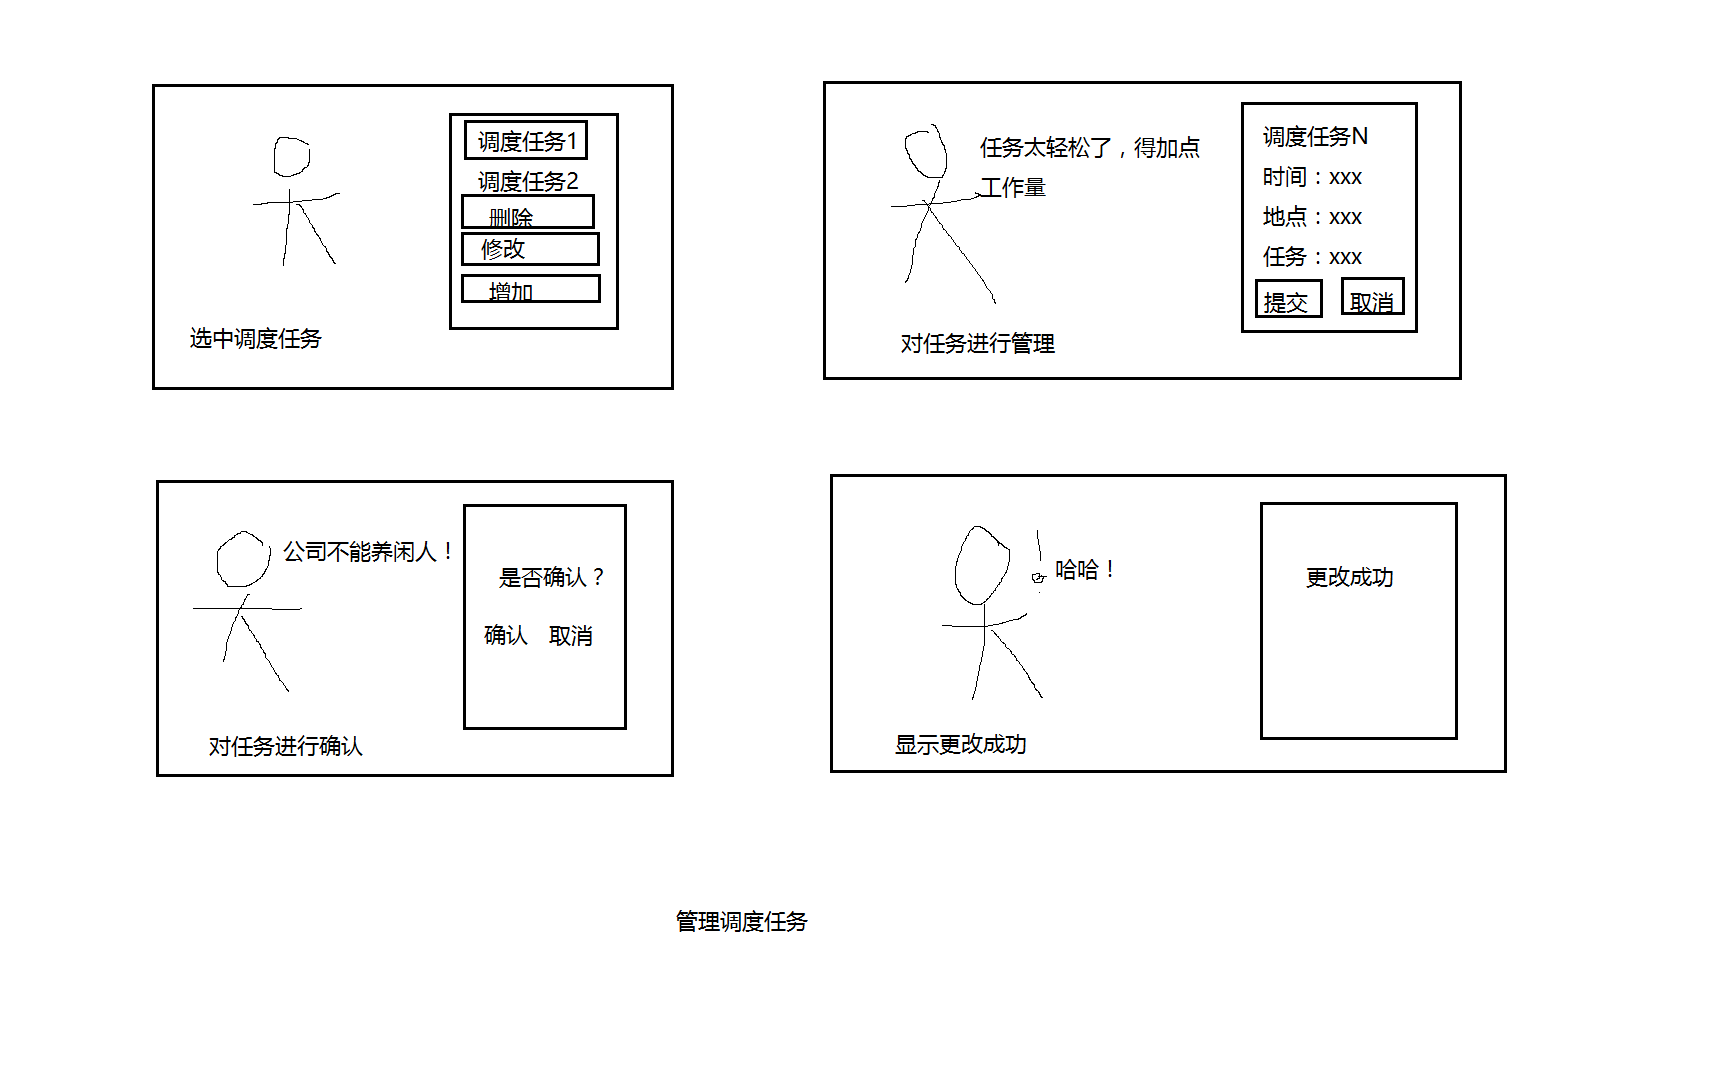 调度任务1
调度任务2
删除
修改
增加
选中调度任务
任务太轻松了，得加点
工作量
调度任务N
时间：xxx
地点：xxx
任务：xxx
提交
取消
对任务进行管理
公司不能养闲人！
是否确认？
确认 取消
对任务进行确认
哈哈！
更改成功
显示更改成功
管理调度任务